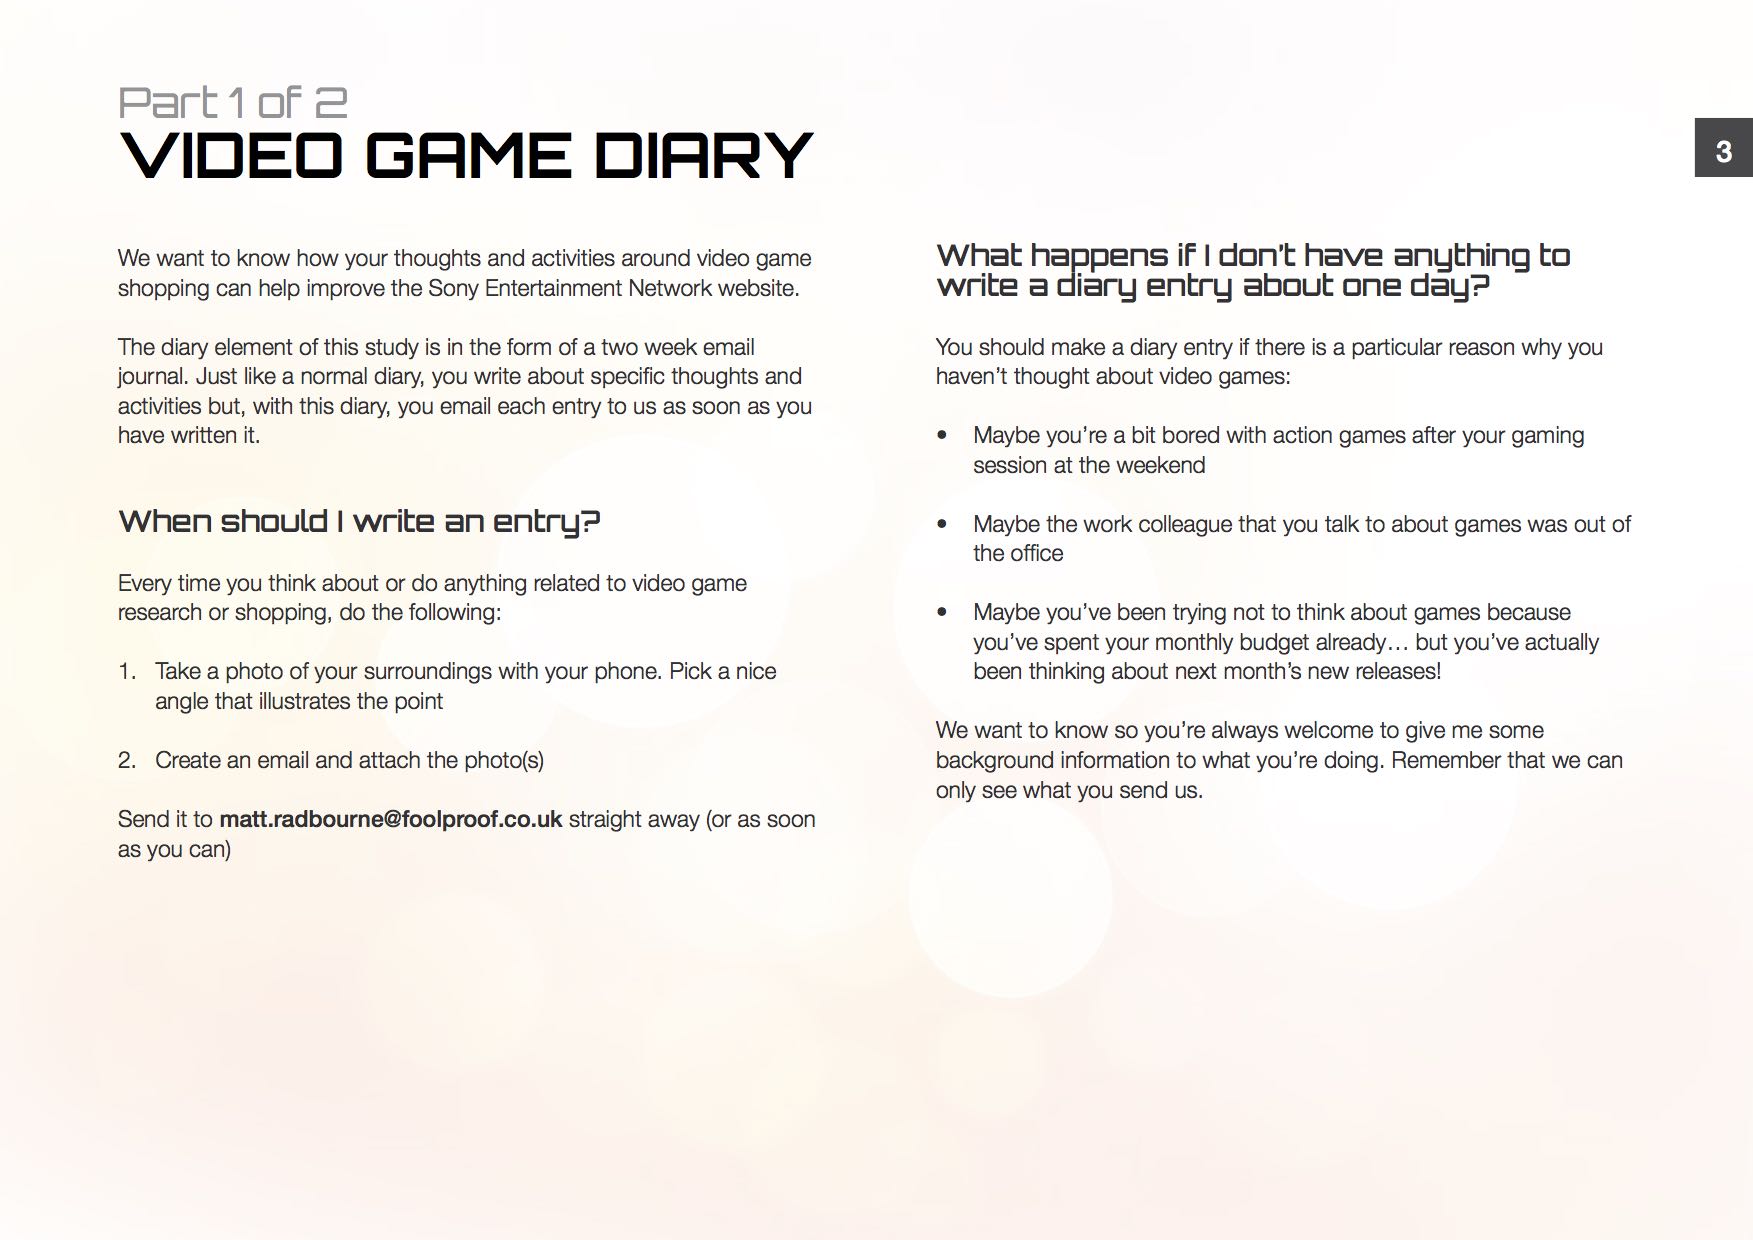 Part 1 of 2
VIDEO GAME DIARY
3
We want to know how your thoughts and activities around video game
shopping can help improve the Sony Entertainment Network website.
The diary element of this study is in the form of a two week email
journal. Just like a normal diary, you write about specific thoughts and
activities but, with this diary, you email each entry to us as soon as you
have written it.
When should I write an entry?
Every time you think about or do anything related to video game
research or shopping, do the following:
1. Take a photo of your surroundings with your phone. Pick a nice
angle that illustrates the point
2. Create an email and attach the photo(s)
Send it to matt.radbourne@foolproof.co.uk straight away (or as soon
as you can)
What happens if I don't have anything to
write a diary entry about one day?
You should make a diary entry if there is a particular reason why you
haven't thought about video games:
• Maybe you're a bit bored with action games after your gaming
session at the weekend
• Maybe the work colleague that you talk to about games was out of
the office
• Maybe you've been trying not to think about games because
you've spent your monthly budget already… but you've actually
been thinking about next month's new releases!
We want to know so you're always welcome to give me some
background information to what you're doing. Remember that we can
only see what you send us.